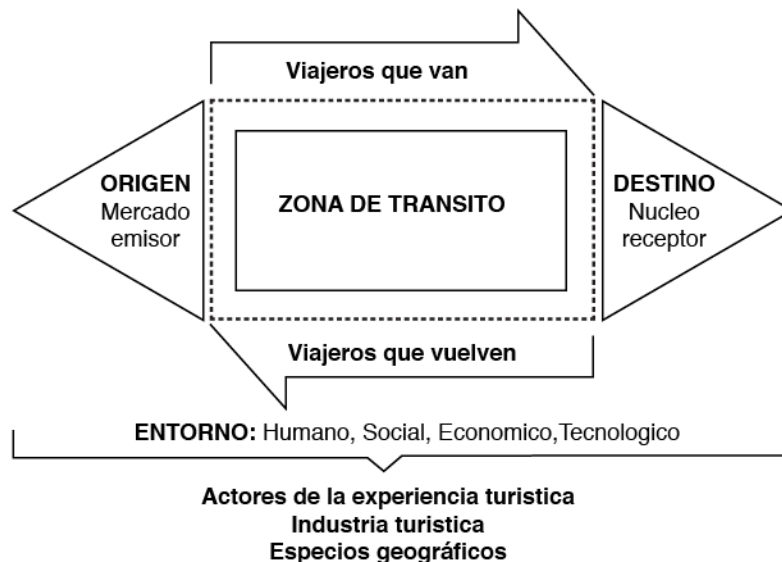 Viajeros que van
ORIGEN
Mercado
emisor
ZONA DE TRANSITO
DESTINO
Nucleo
receptor
Viajeros que vuelven
ENTORNO: Humano, Social, Economico,Tecnologico
Actores de la experiencia turistica
Industria turistica
Especios geográficos